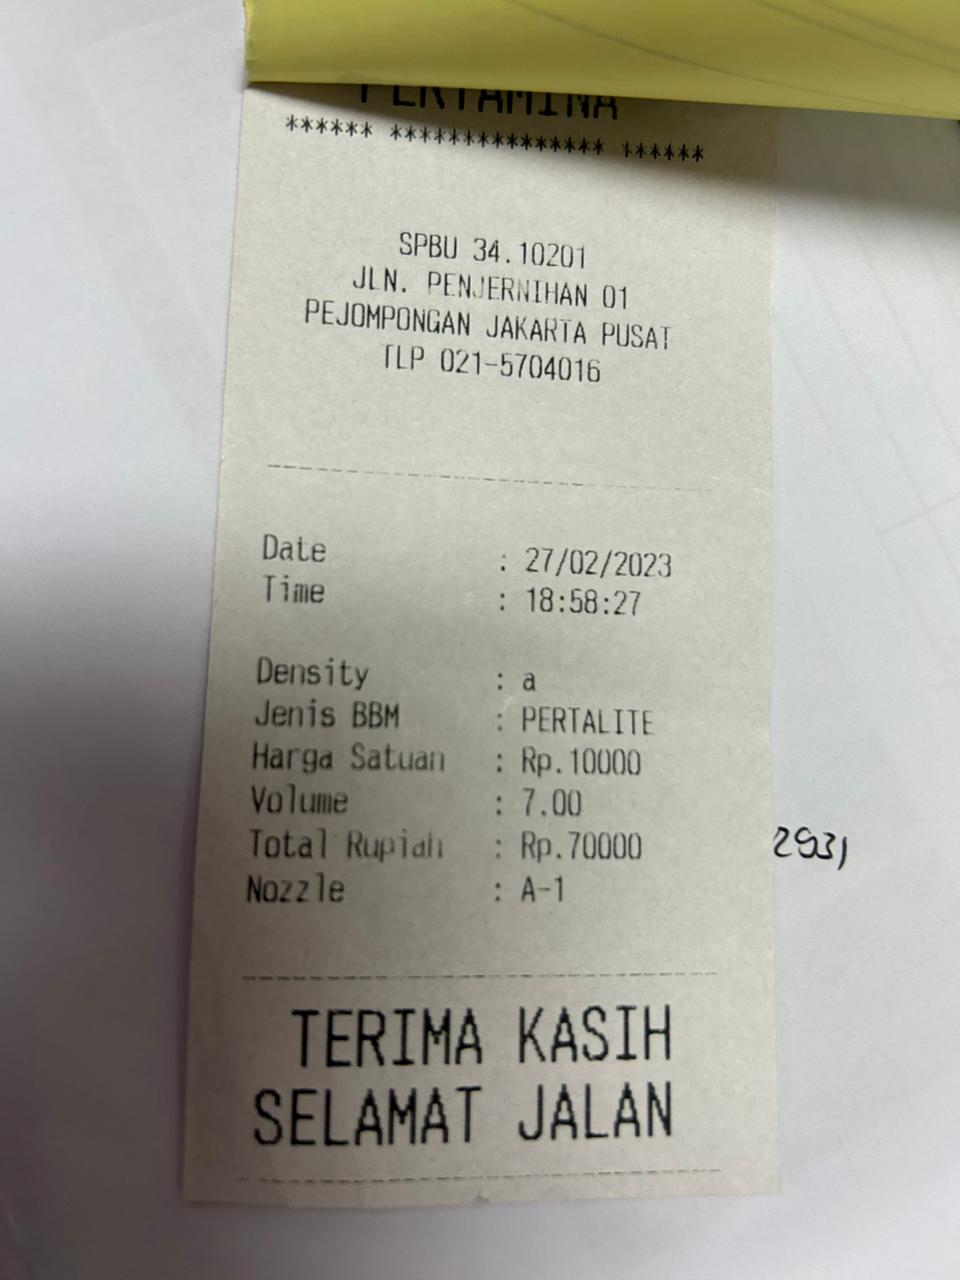 PERTAMINA
****** *************** ******
SPBU 34.10201
JLN. PENJERNIHAN 01
PEJOMPONGAN JAKARTA PUSAT
TLP 021-5704016
Date : 27/02/2023
Time : 18:58:27
Density : a
Jenis BBM : PERTALITE
Harga Satuan : Rp.10000
Volume : 7.00
Total Rupiah : Rp.70000
Nozzle : A-1
TERIMA KASIH
SELAMAT JALAN